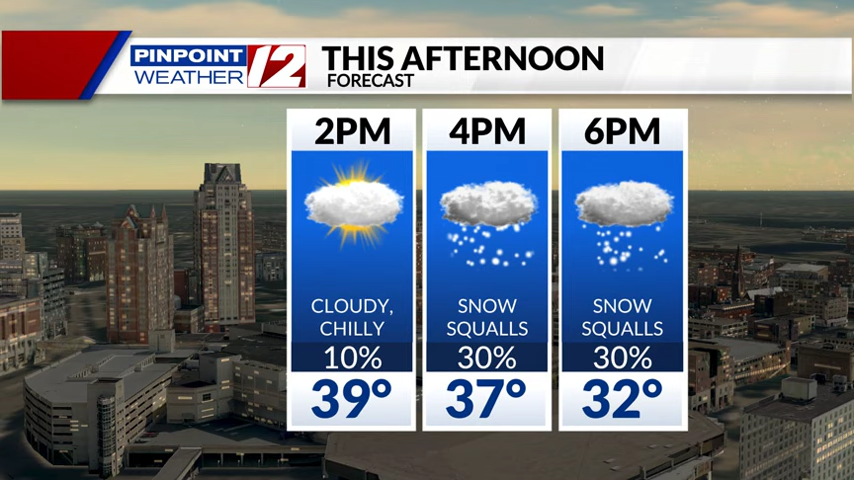 PINPOINT
WEATHER 12
THIS AFTERNOON
FORECAST
2PM
CLOUDY,
CHILLY
10%
39°
4PM
SNOW
SQUALLS
30%
37°
6PM
SNOW
SQUALLS
30%
32°